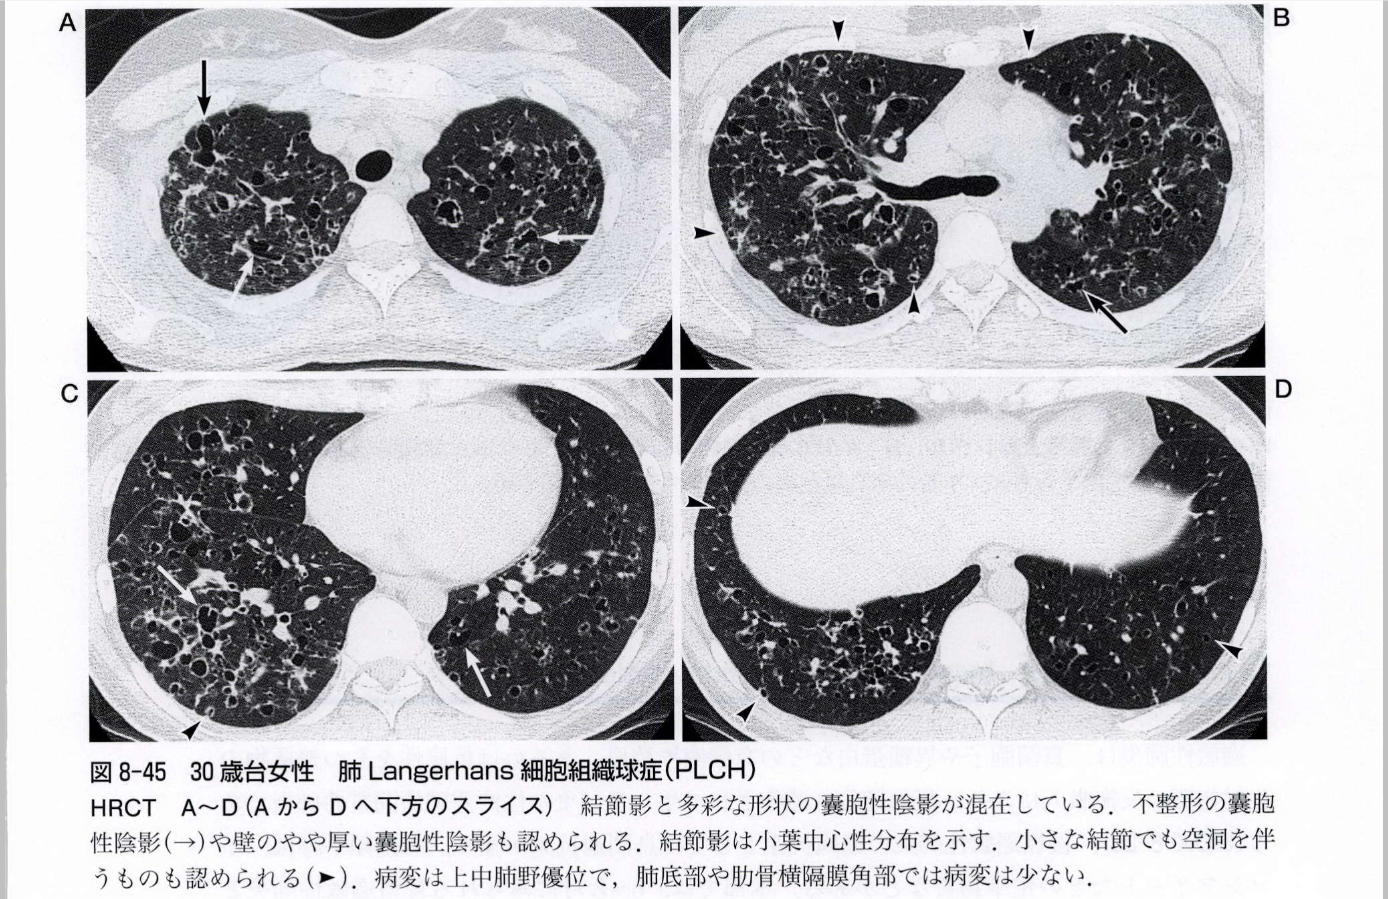 A
B
C
D
図 8-45 30 歳台女性 肺 Langerhans 細胞組織球症(PLCH)
HRCT A〜D(A から D へ下方のスライス) 結節影と多彩な形状の嚢胞性陰影が混在している．不整形の嚢胞
性陰影(→)や壁のやや厚い嚢胞性陰影も認められる．結節影は小葉中心性分布を示す．小さな結節でも空洞を伴
うものも認められる(►)．病変は上中肺野優位で，肺底部や肋骨横隔膜角部では病変は少ない．